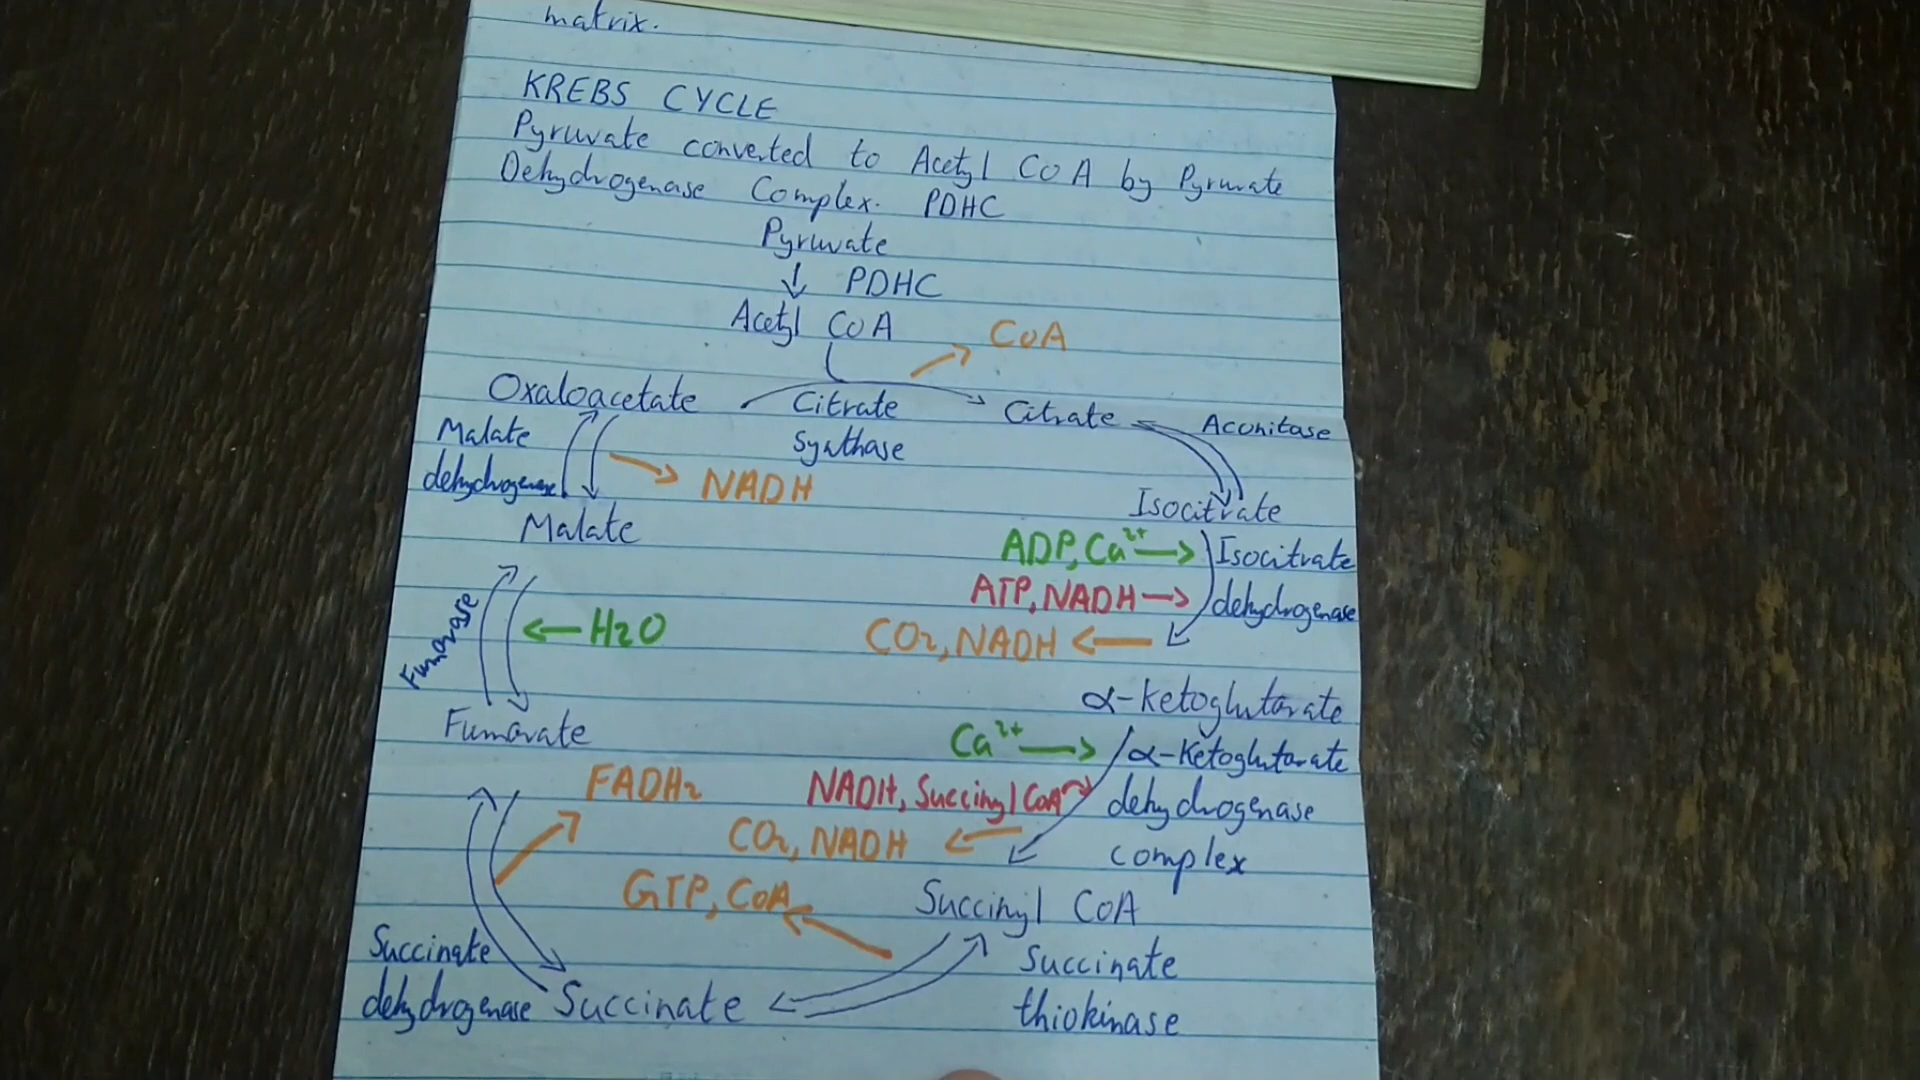 matrix.
KREBS CYCLE
Pyruvate converted to Acetyl CoA by Pyruvate
Dehydrogenase Complex. PDHC
Pyruvate
↓ PDHC
Acetyl CoA
CoA
Oxaloacetate
Citrate
Synthase
Citrate
Aconitase
Malate
dehydrogenase
NADH
Malate
Isocitrate
ADP, Ca²⁺ →
Isocitrate
dehydrogenase
ATP, NADH →
CO₂, NADH ←
Fumarase
← H2O
Fumarate
α-Ketoglutarate
Ca²⁺ →
α-Ketoglutarate
dehydrogenase
complex
NADH, Succinyl CoA
CO₂, NADH ←
FADH₂
GTP, CoA
Succinyl CoA
Succinate
thiokinase
Succinate
dehydrogenase
Succinate